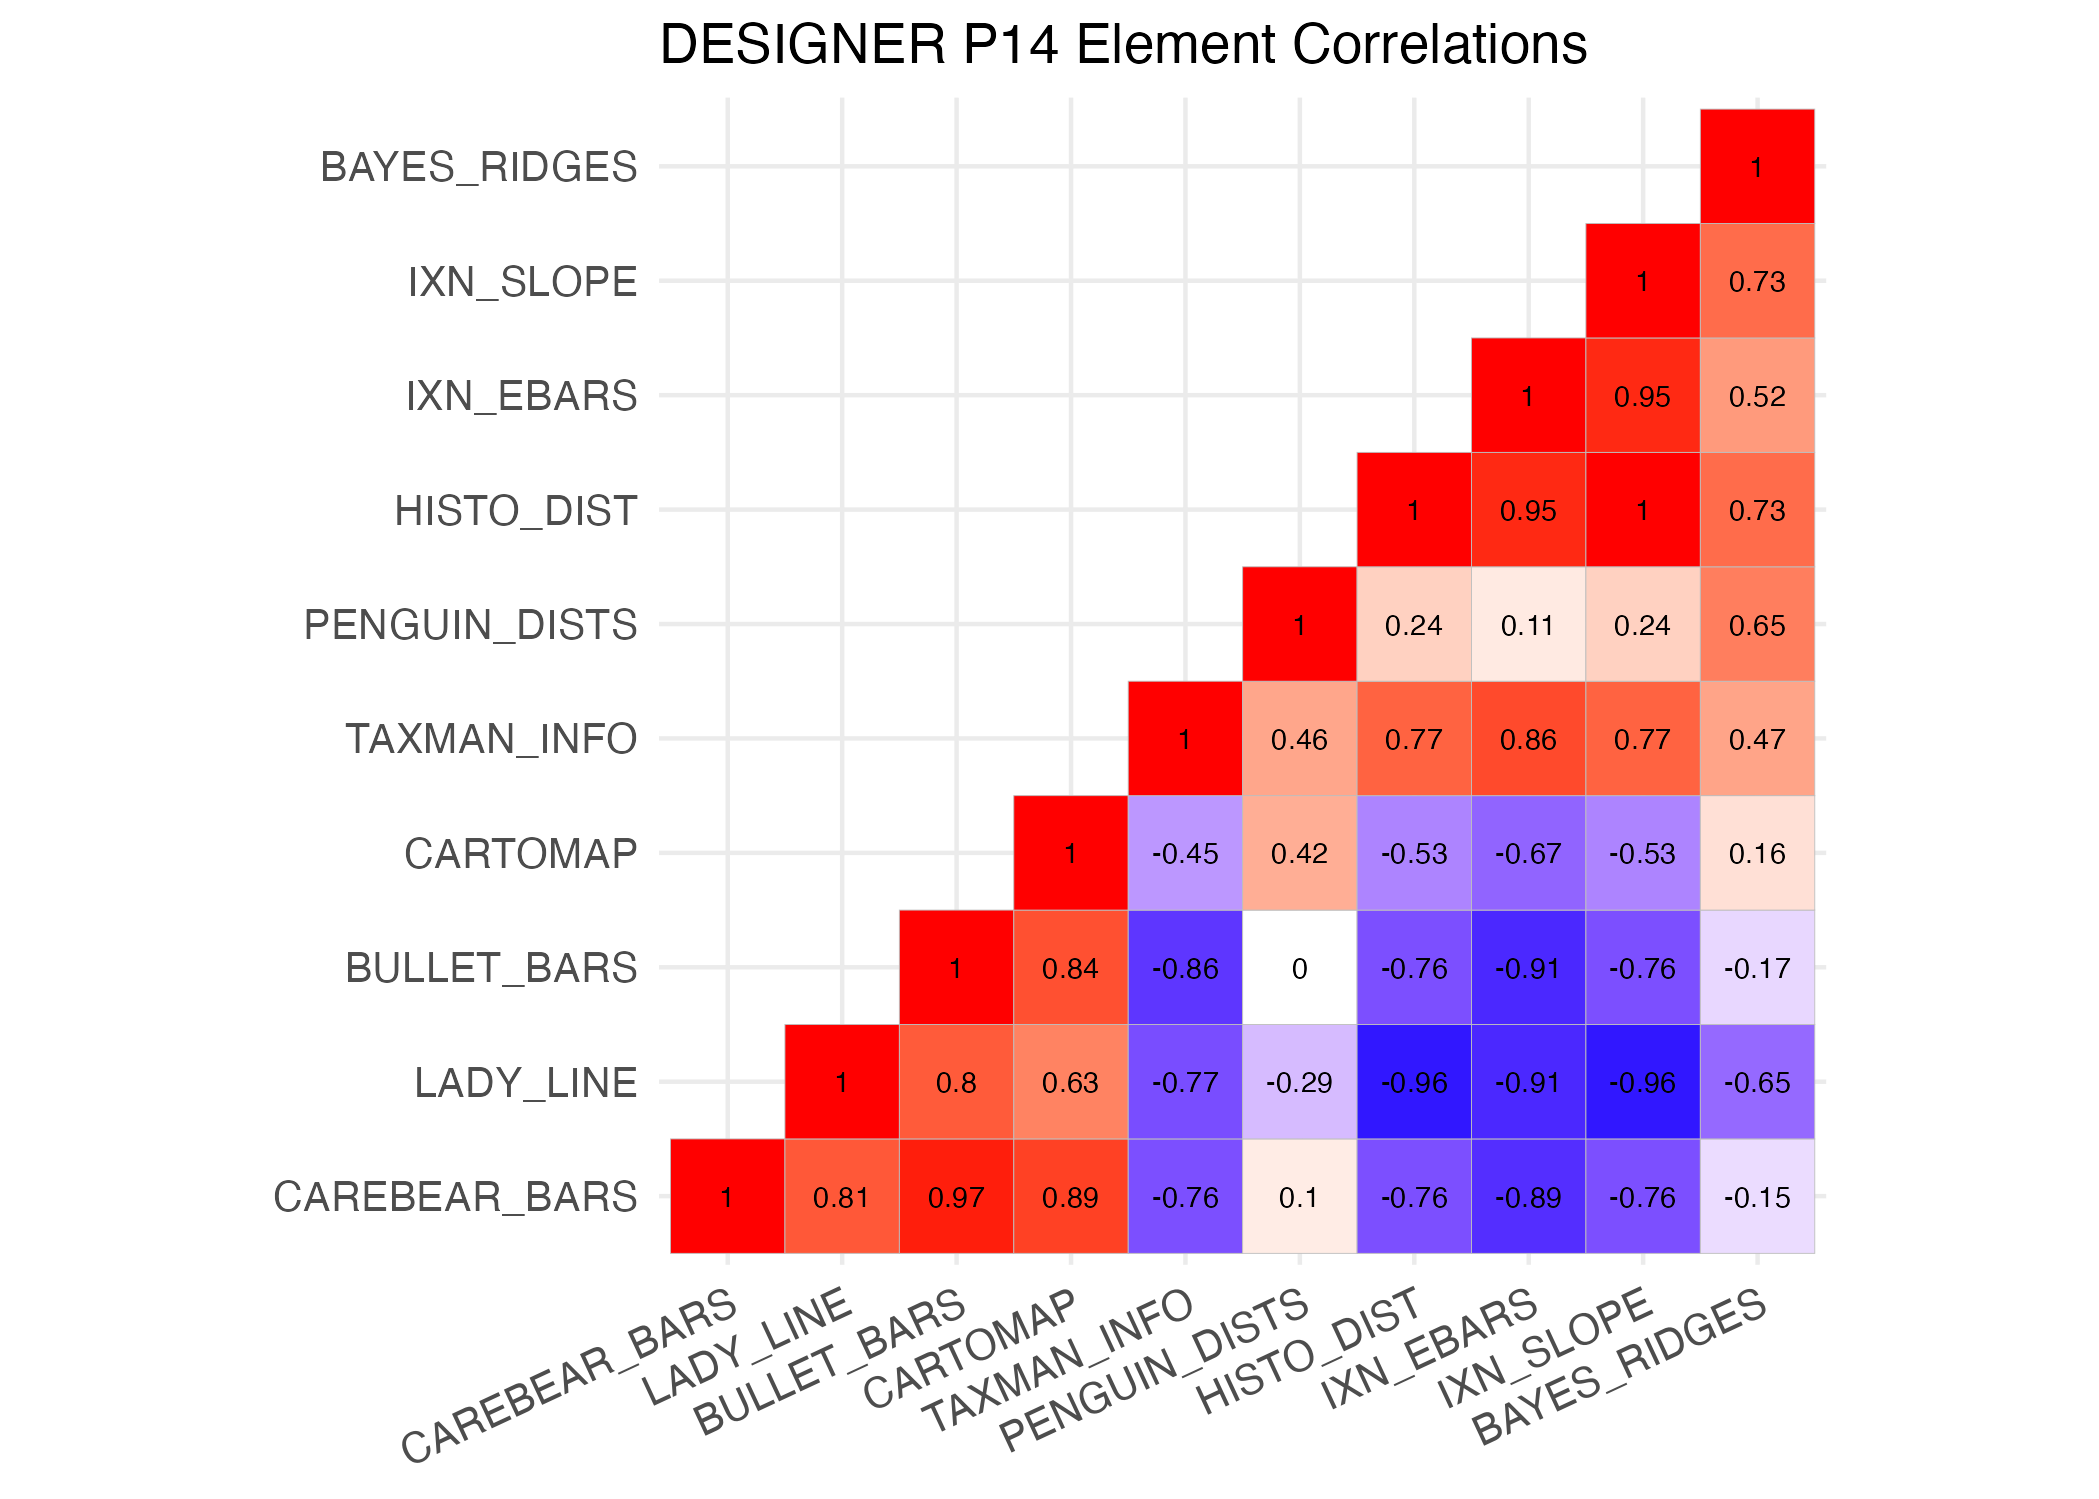 DESIGNER P14 Element Correlations
BAYES_RIDGES 1
IXN_SLOPE 1 0.73
IXN_EBARS 1 0.95 0.52
HISTO_DIST 1 0.95 1 0.73
PENGUIN_DISTS 1 0.24 0.11 0.24 0.65
TAXMAN_INFO 1 0.46 0.77 0.86 0.77 0.47
CARTOMAP 1 -0.45 0.42 -0.53 -0.67 -0.53 0.16
BULLET_BARS 1 0.84 -0.86 0 -0.76 -0.91 -0.76 -0.17
LADY_LINE 1 0.8 0.63 -0.77 -0.29 -0.96 -0.91 -0.96 -0.65
CAREBEAR_BARS 1 0.81 0.97 0.89 -0.76 0.1 -0.76 -0.89 -0.76 -0.15
CAREBEAR_BARS
LADY_LINE
BULLET_BARS
CARTOMAP
TAXMAN_INFO
PENGUIN_DISTS
HISTO_DIST
IXN_EBARS
IXN_SLOPE
BAYES_RIDGES